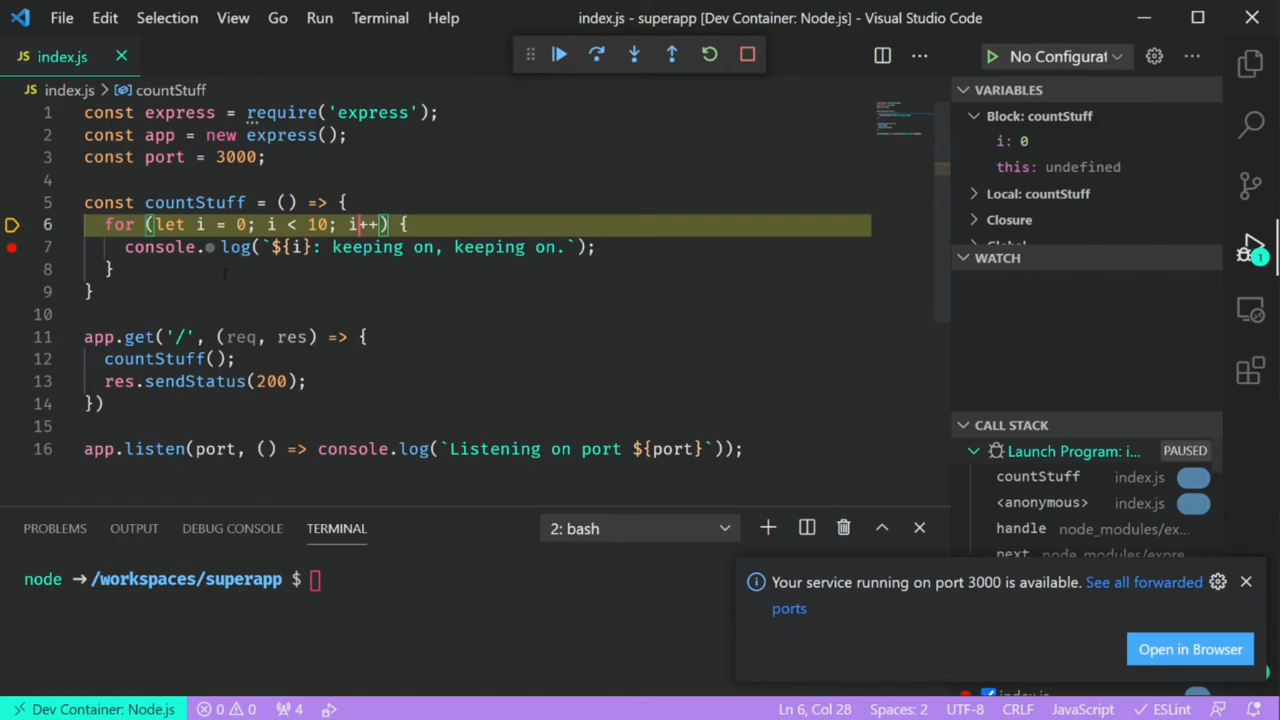 File Edit Selection View Go Run Terminal Help index.js - superapp [Dev Container: Node.js] - Visual Studio Code
JS index.js
No Configurat
JS index.js > countStuff
1 const express = require('express');
2 const app = new express();
3 const port = 3000;
4
5 const countStuff = () => {
6 for (let i = 0; i < 10; i++) {
7 console. log(`${i}: keeping on, keeping on.`);
8 }
9 }
10
11 app.get('/', (req, res) => {
12 countStuff();
13 res.sendStatus(200);
14 })
15
16 app.listen(port, () => console.log(`Listening on port ${port}`));
VARIABLES
Block: countStuff
i: 0
this: undefined
Local: countStuff
Closure
WATCH
1
CALL STACK
Launch Program: i... PAUSED
countStuff index.js
<anonymous> index.js
handle node_modules/ex...
next node_modules/expre
PROBLEMS OUTPUT DEBUG CONSOLE TERMINAL 2: bash
node → /workspaces/superapp $
Your service running on port 3000 is available. See all forwarded
ports
Open in Browser
index.js
Dev Container: Node.js 0 0 4 Ln 6, Col 28 Spaces: 2 UTF-8 CRLF JavaScript ESLint